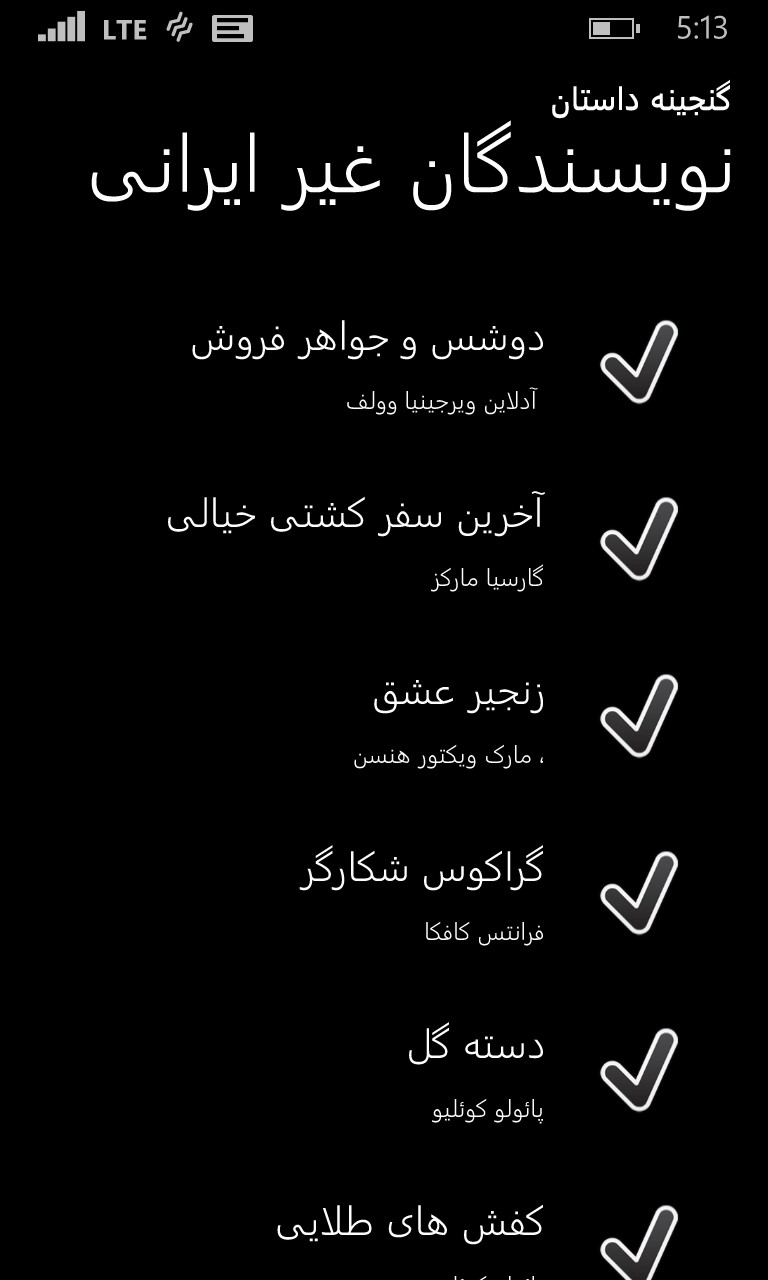 LTE 5:13
گنجینه داستان
نویسندگان غیر ایرانی
دوشس و جواهر فروش
آدلاین ویرجینیا وولف
آخرین سفر کشتی خیالی
گارسیا مارکز
زنجیر عشق
، مارک ویکتور هنسن
گراکوس شکارگر
فرانتس کافکا
دسته گل
پائولو کوئلیو
کفش های طلایی